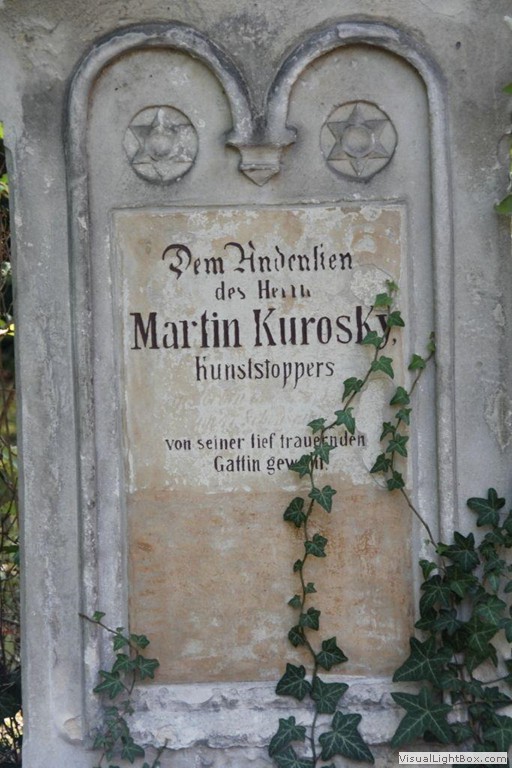 Dem Andenken
des Herrn
Martin Kurosky,
Kunststoppers
von seiner tief trauernden
Gattin gewidmet.
VisualLightBox.com